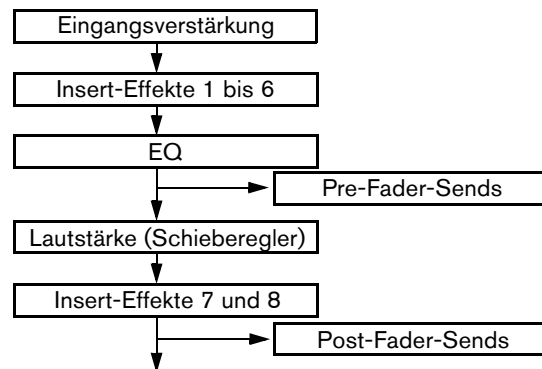 Eingangsverstärkung
Insert-Effekte 1 bis 6
EQ
Pre-Fader-Sends
Lautstärke (Schieberegler)
Insert-Effekte 7 und 8
Post-Fader-Sends